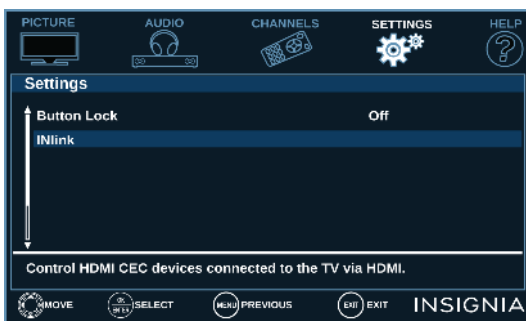 PICTURE AUDIO CHANNELS SETTINGS HELP
Settings
Button Lock Off
INlink
Control HDMI CEC devices connected to the TV via HDMI.
MOVE OK ENTER SELECT MENU PREVIOUS EXIT EXIT INSIGNIA